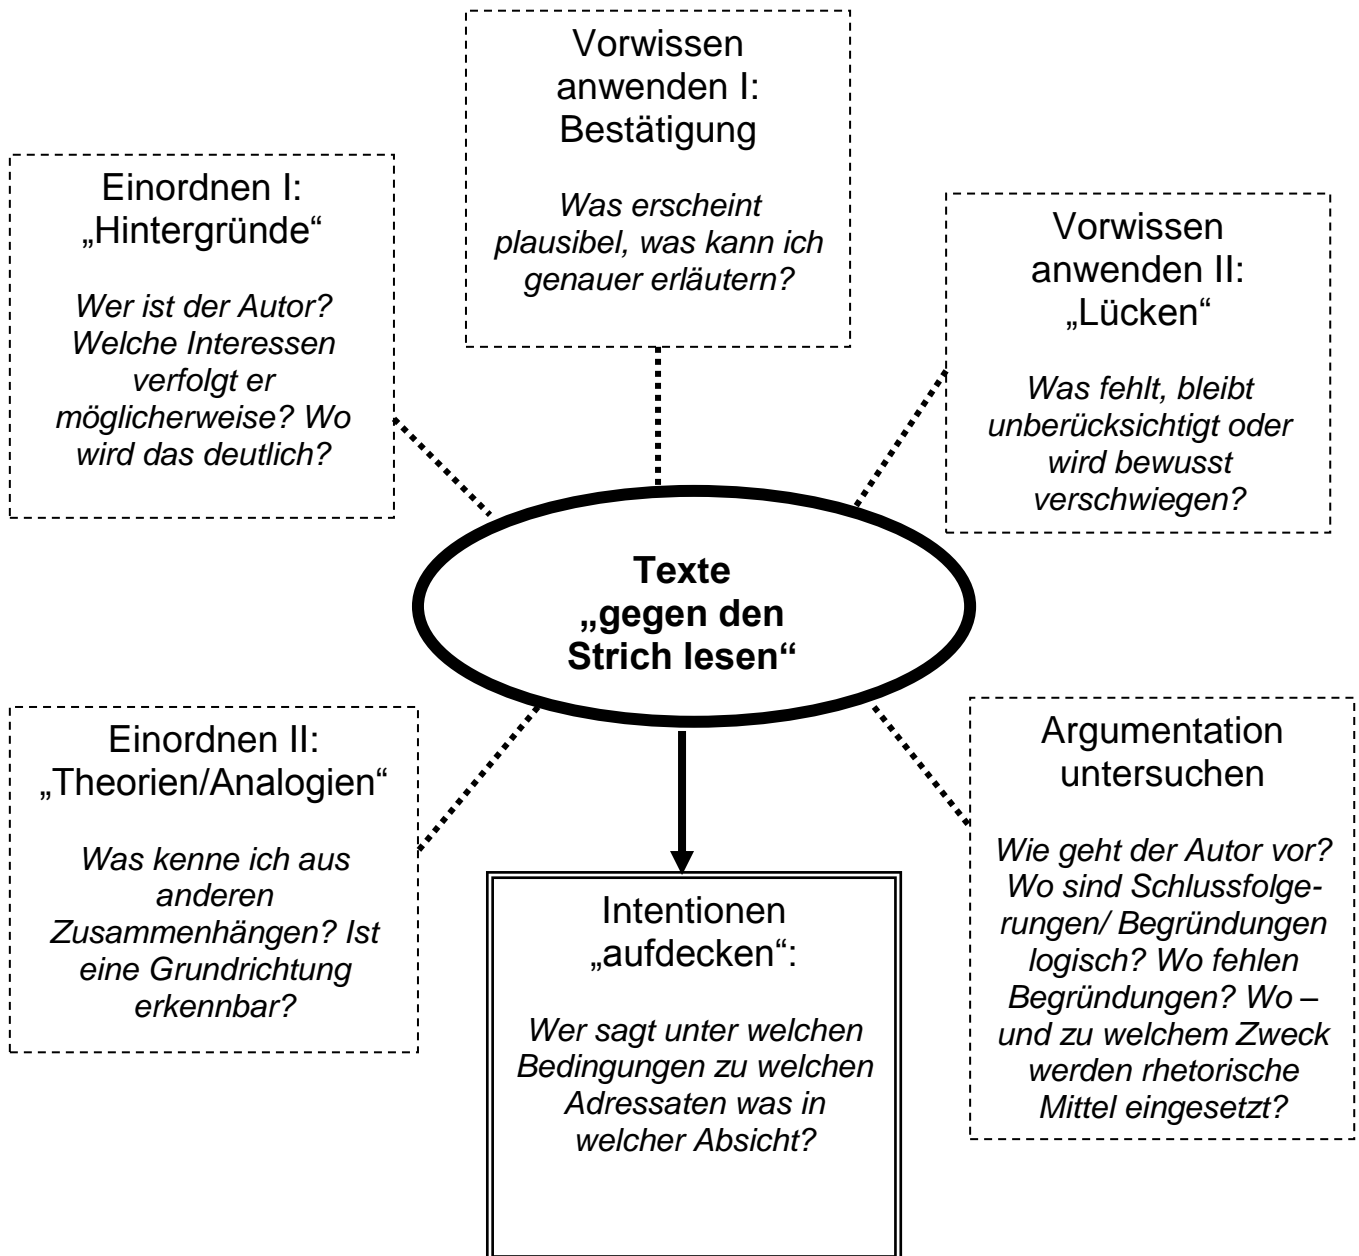 Vorwissen
anwenden I:
Bestätigung
Was erscheint
plausibel, was kann ich
genauer erläutern?
Einordnen I:
„Hintergründe“
Wer ist der Autor?
Welche Interessen
verfolgt er
möglicherweise? Wo
wird das deutlich?
Vorwissen
anwenden II:
„Lücken“
Was fehlt, bleibt
unberücksichtigt oder
wird bewusst
verschwiegen?
Texte
„gegen den
Strich lesen“
Einordnen II:
„Theorien/Analogien“
Was kenne ich aus
anderen
Zusammenhängen? Ist
eine Grundrichtung
erkennbar?
Argumentation
untersuchen
Wie geht der Autor vor?
Wo sind Schlussfolge-
rungen/ Begründungen
logisch? Wo fehlen
Begründungen? Wo –
und zu welchem Zweck
werden rhetorische
Mittel eingesetzt?
Intentionen
„aufdecken“:
Wer sagt unter welchen
Bedingungen zu welchen
Adressaten was in
welcher Absicht?